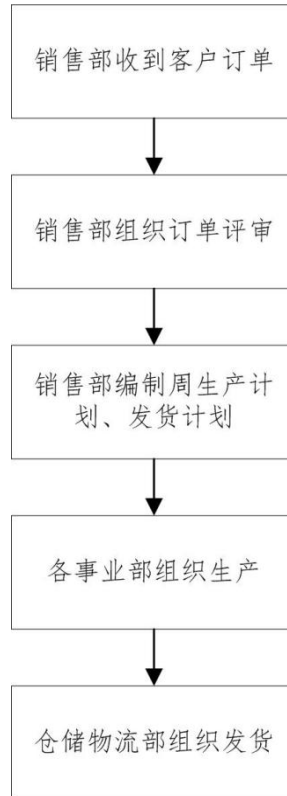 销售部收到客户订单
销售部组织订单评审
销售部编制周生产计
划、发货计划
各事业部组织生产
仓储物流部组织发货